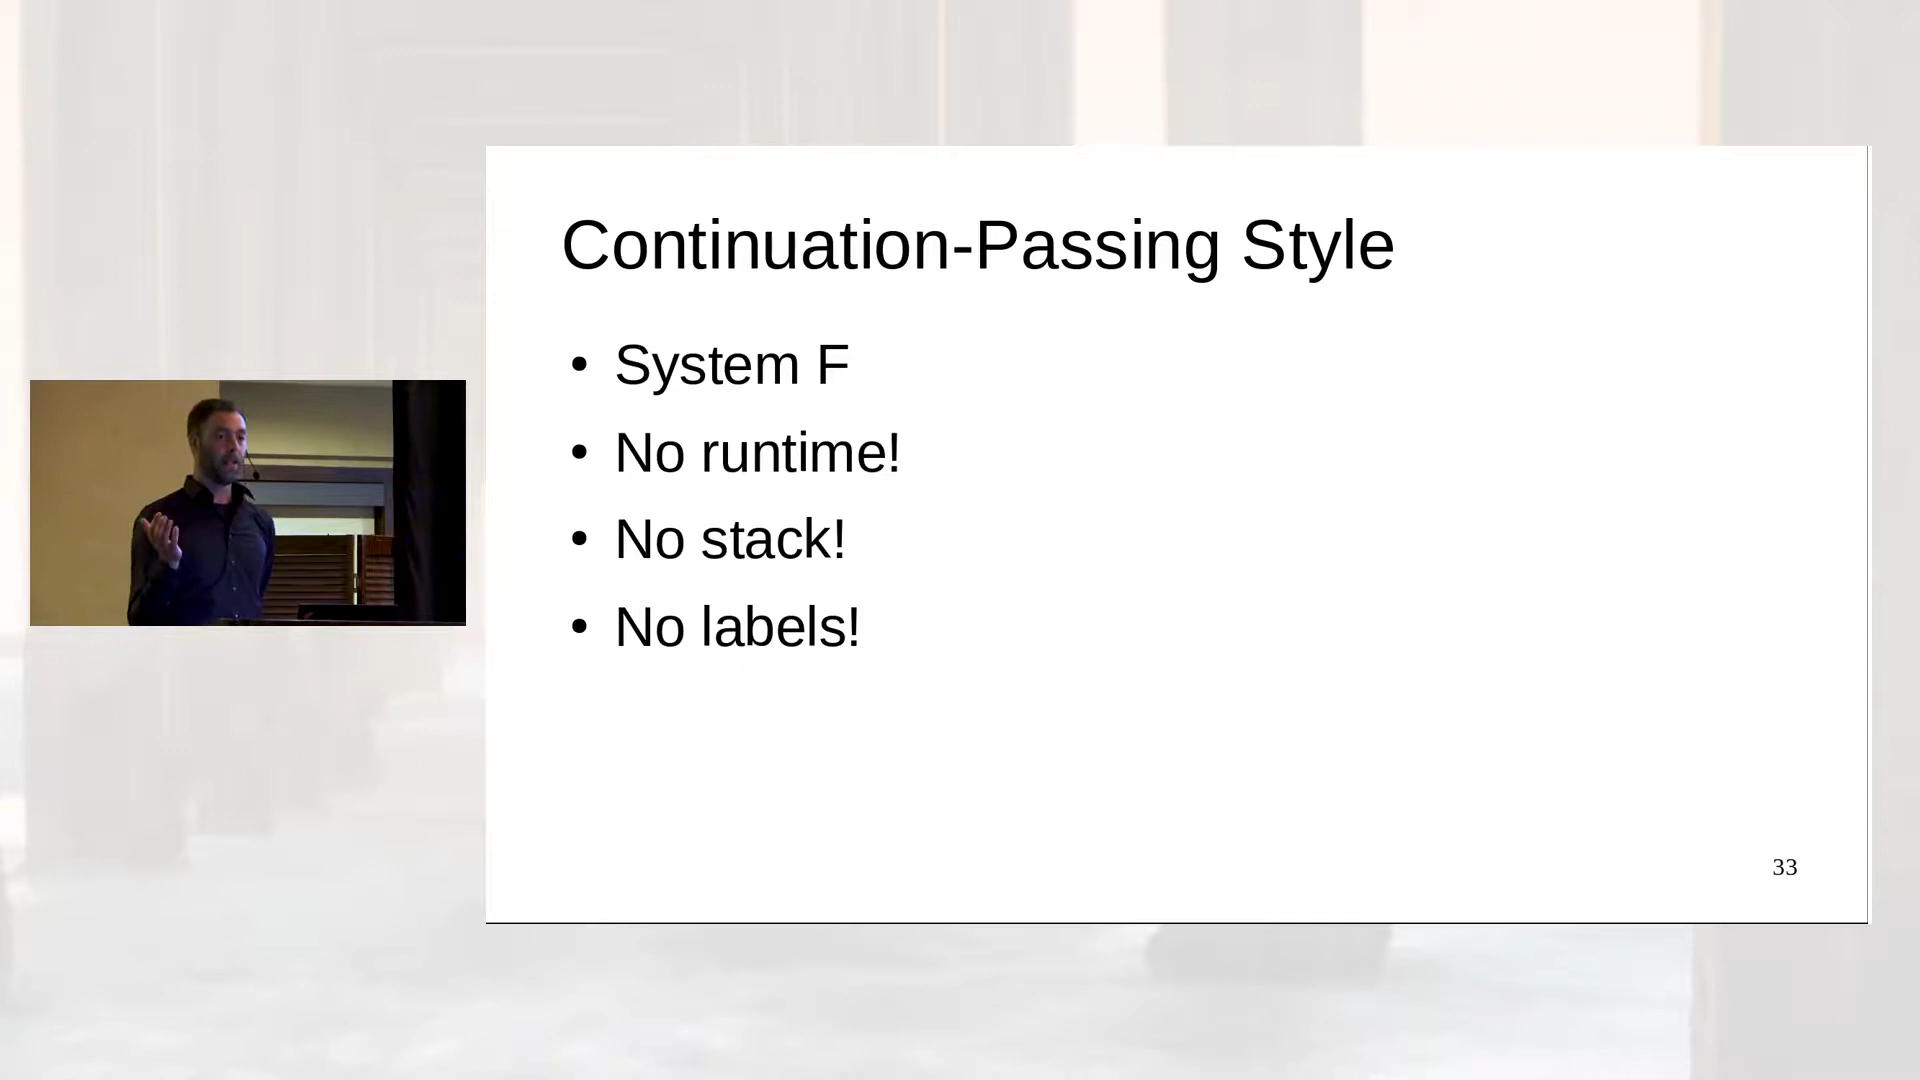 Continuation-Passing Style
• System F
• No runtime!
• No stack!
• No labels!
33